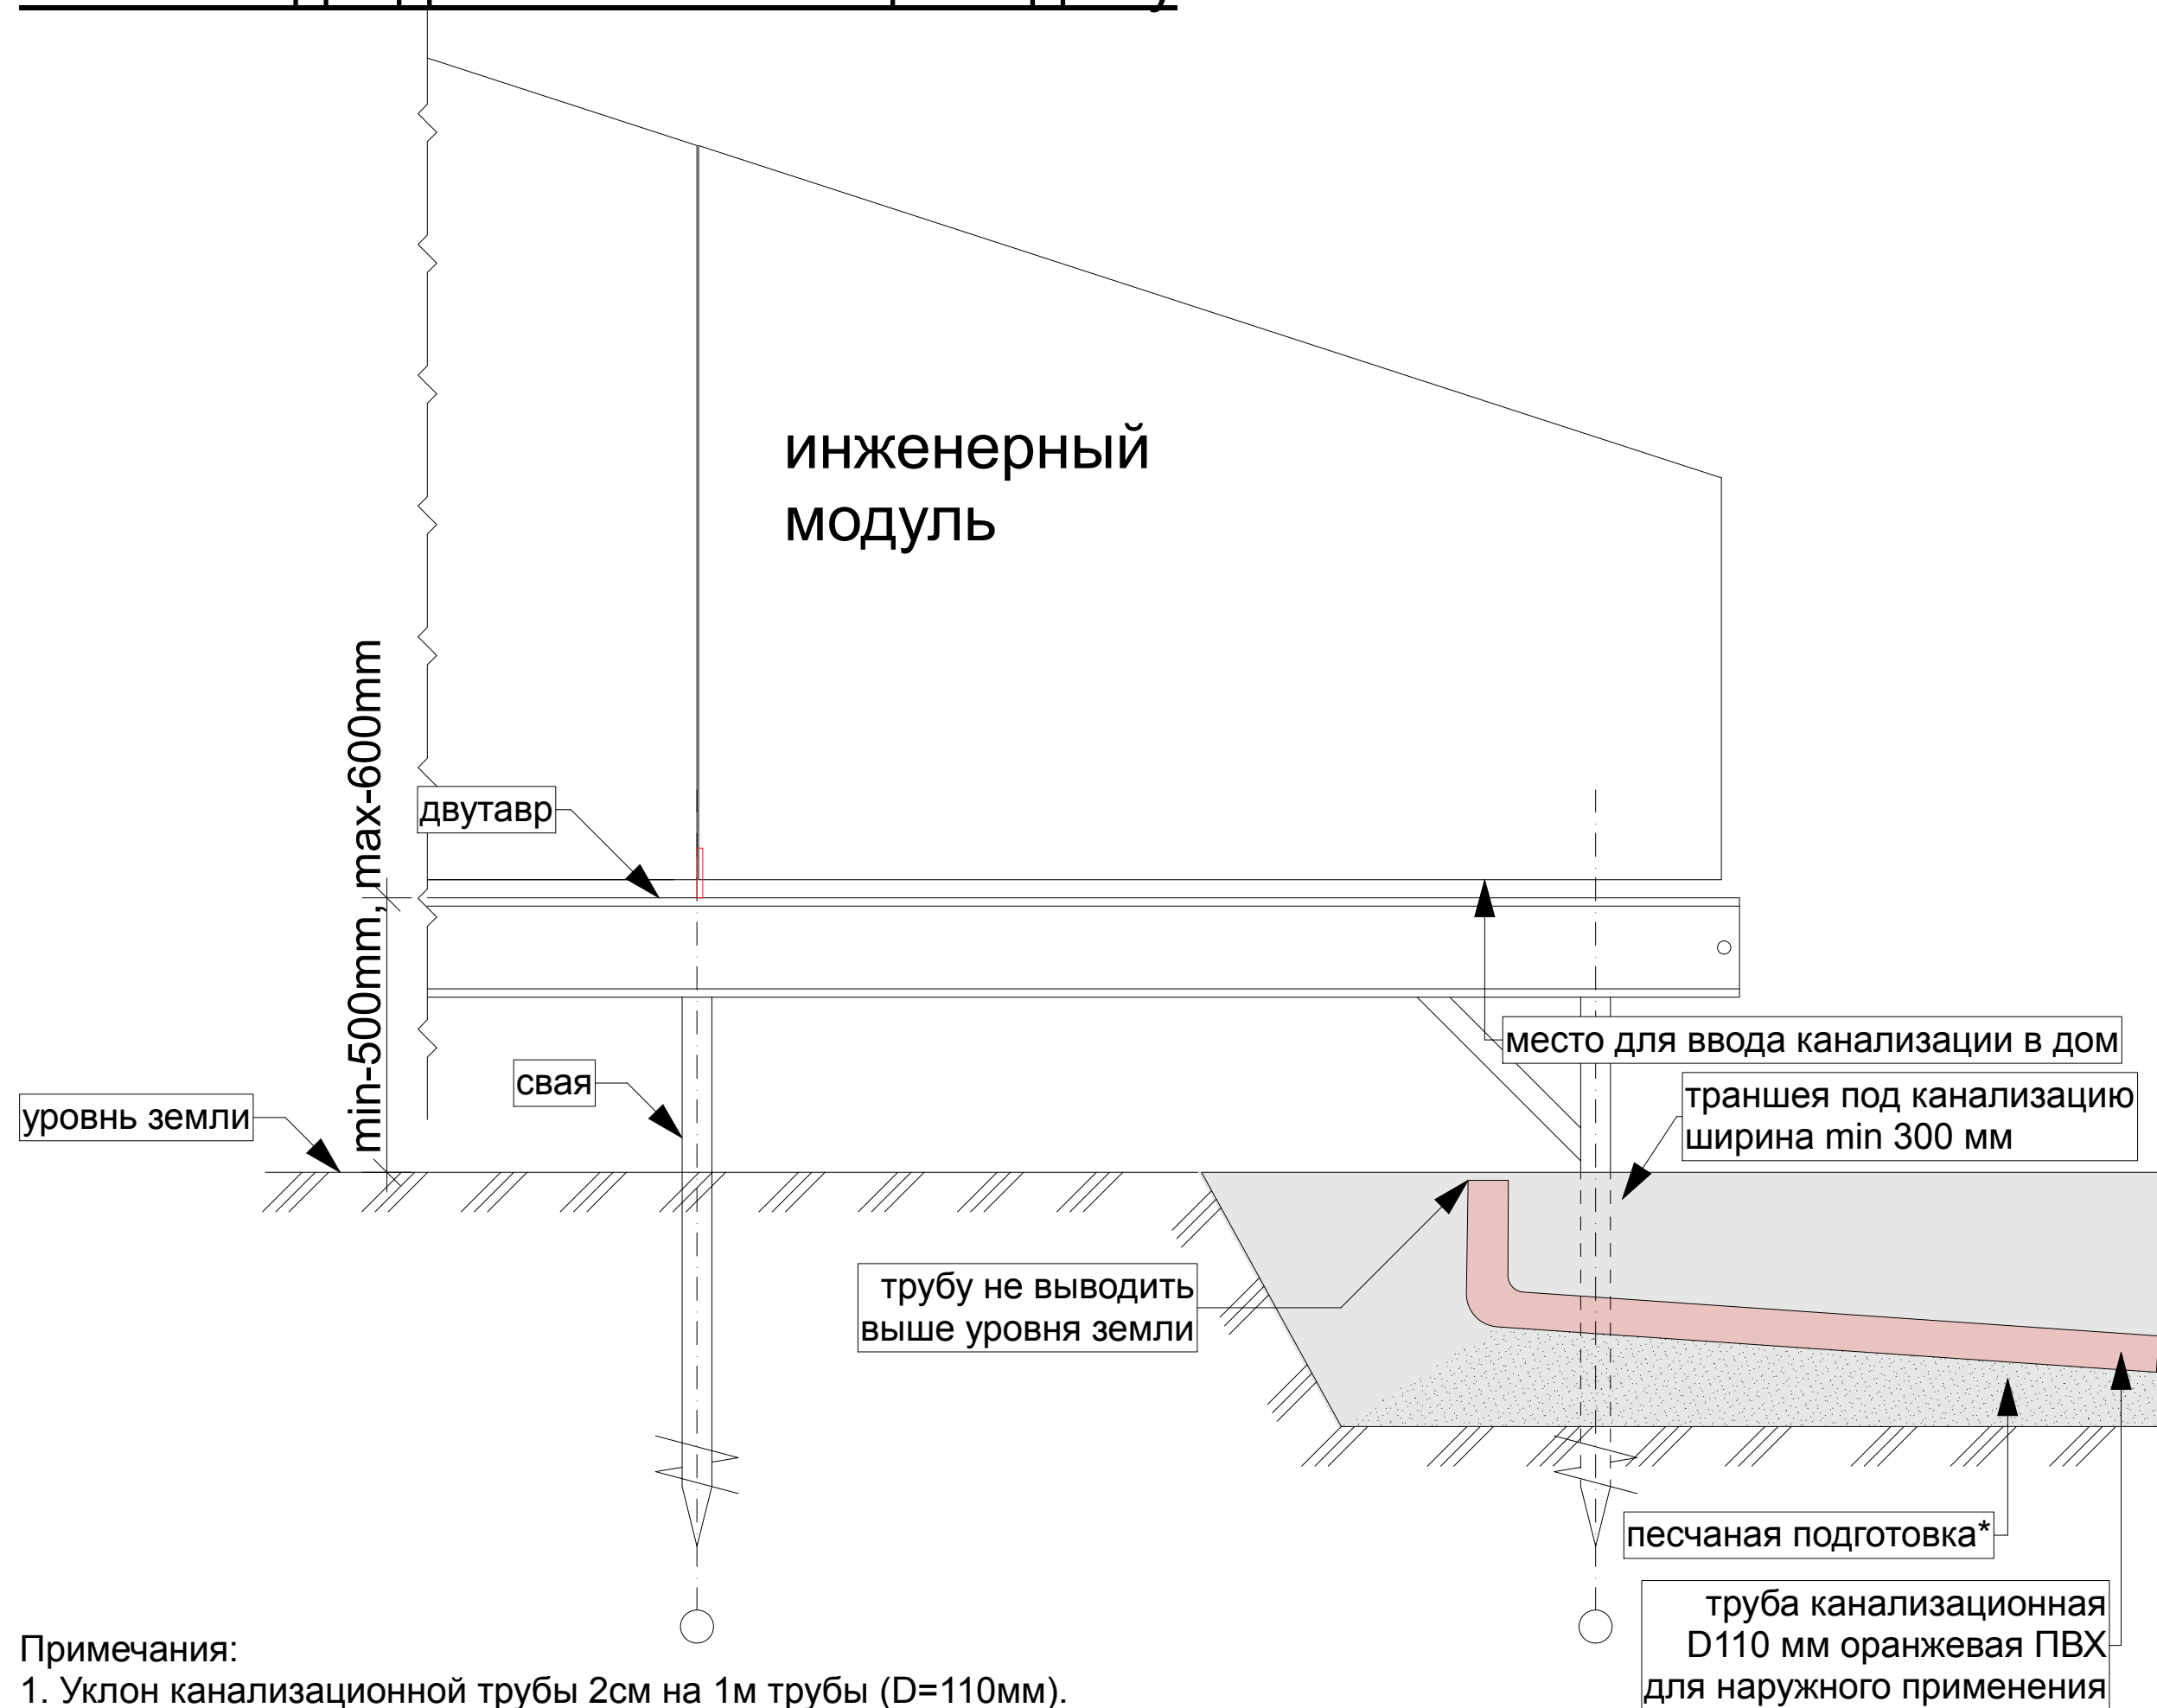 инженерный
модуль
min-500mm, max-600mm
двутавр
место для ввода канализации в дом
свая
траншея под канализацию
ширина min 300 мм
уровнь земли
трубу не выводить
выше уровня земли
песчаная подготовка*
труба канализационная
D110 мм оранжевая ПВХ
для наружного применения
Примечания:
1. Уклон канализационной трубы 2см на 1м трубы (D=110мм).